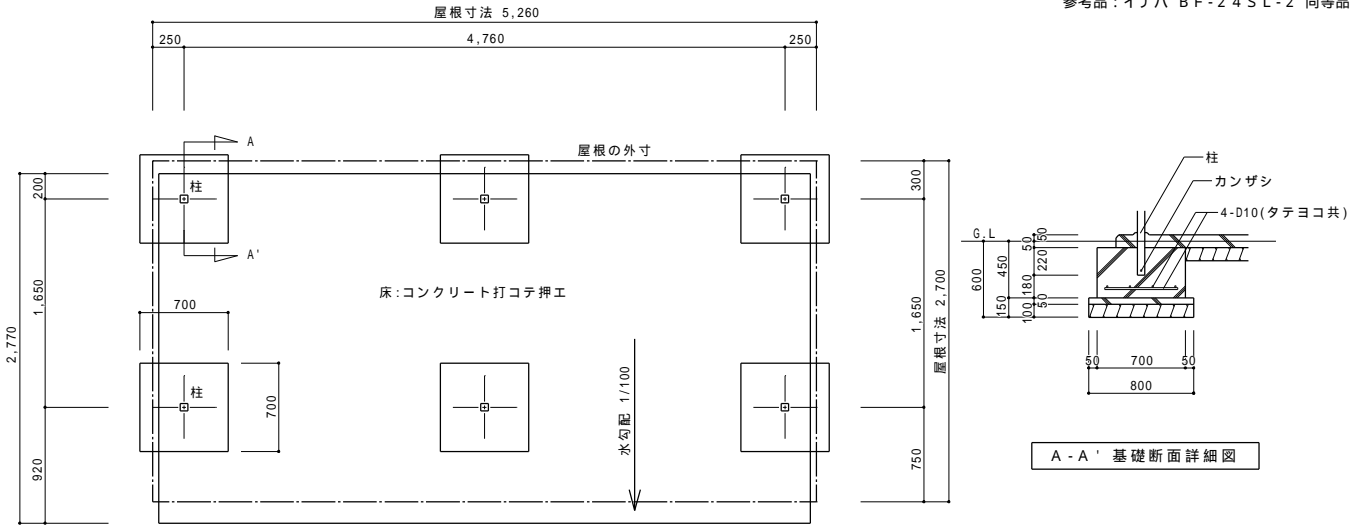 参考品：イナバ BF-24SL-2 同等品
屋根寸法 5,260
250
4,760
250
A
屋根の外寸
柱
A'
200
1,650
2,770
920
300
1,650
屋根寸法 2,700
750
床:コンクリート打コテ押エ
700
柱
700
水勾配 1/100
柱
カンザシ
4-D10(タテヨコ共)
G.L
600
450
150
50
50
220
180
50
100
50
700
50
800
A-A' 基礎断面詳細図